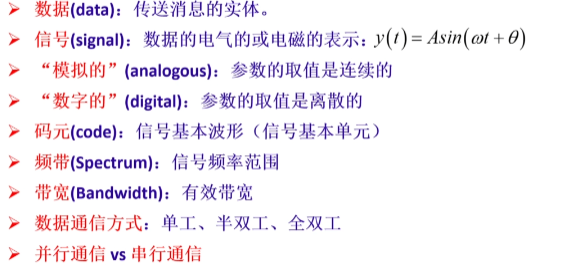 ➢ 数据(data)：传送消息的实体。
➢ 信号(signal)：数据的电气的或电磁的表示：y(t)=Asin(ωt+θ)
➢ “模拟的”(analogous)：参数的取值是连续的
➢ “数字的”(digital)：参数的取值是离散的
➢ 码元(code)：信号基本波形（信号基本单元）
➢ 频带(Spectrum)：信号频率范围
➢ 带宽(Bandwidth)：有效带宽
➢ 数据通信方式：单工、半双工、全双工
➢ 并行通信 vs 串行通信